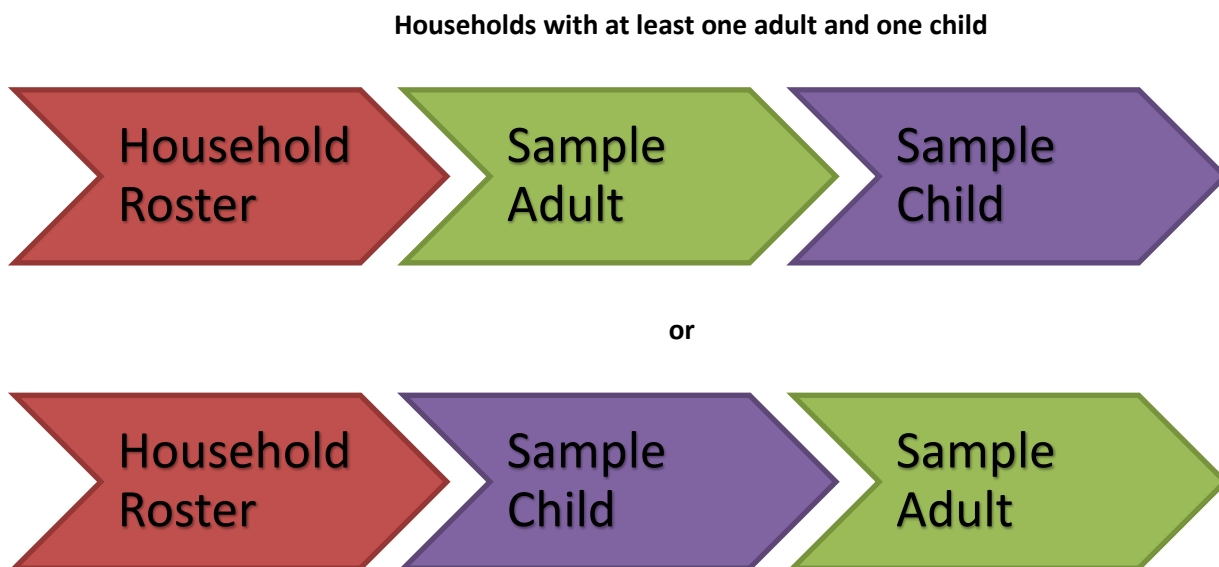 Households with at least one adult and one child
Household
Roster
Sample
Adult
Sample
Child
or
Household
Roster
Sample
Child
Sample
Adult